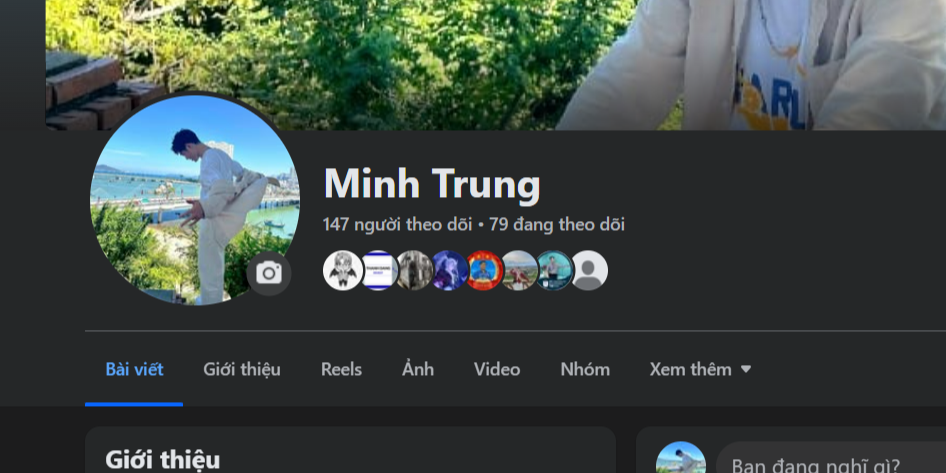 ARL
Minh Trung
147 người theo dõi • 79 đang theo dõi
Bài viết
Giới thiệu
Reels
Ảnh
Video
Nhóm
Xem thêm
Giới thiệu
Bạn đang nghĩ gì?